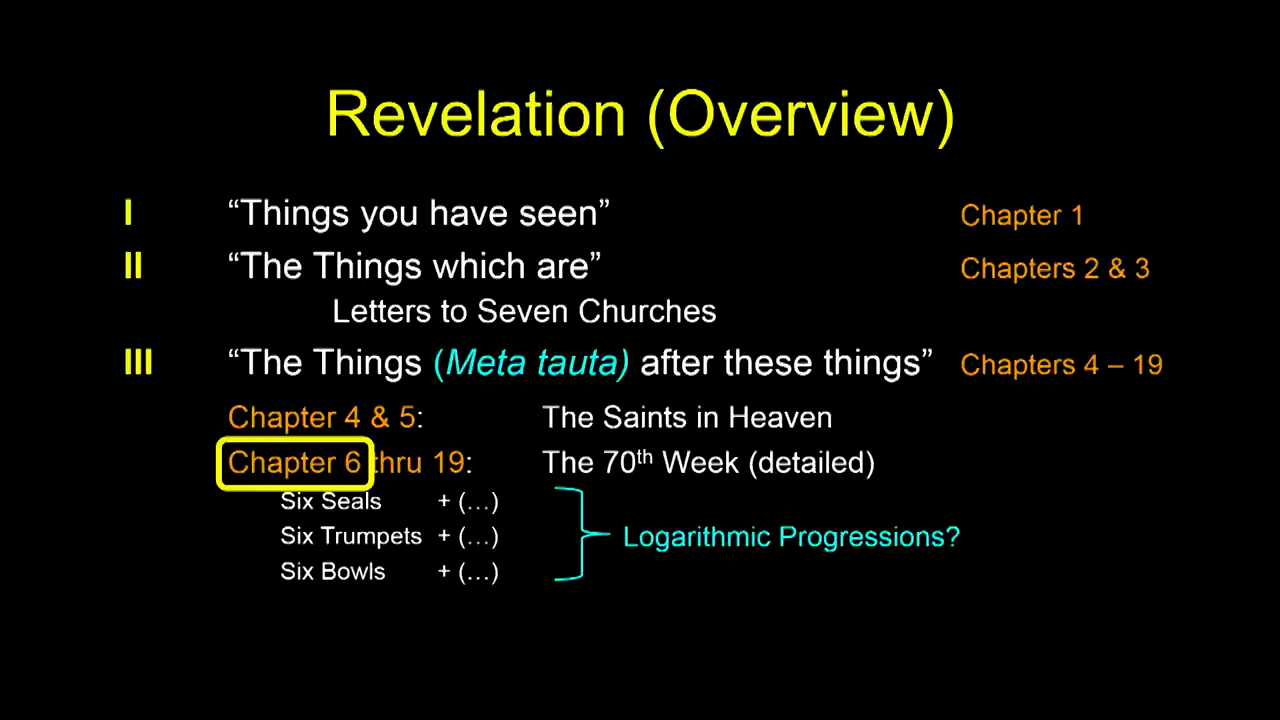 Revelation (Overview)
I “Things you have seen” Chapter 1
II “The Things which are” Chapters 2 & 3
Letters to Seven Churches
III “The Things (Meta tauta) after these things” Chapters 4 – 19
Chapter 4 & 5: The Saints in Heaven
Chapter 6 thru 19: The 70th Week (detailed)
Six Seals + (…)
Six Trumpets + (…)
Logarithmic Progressions?
Six Bowls + (…)